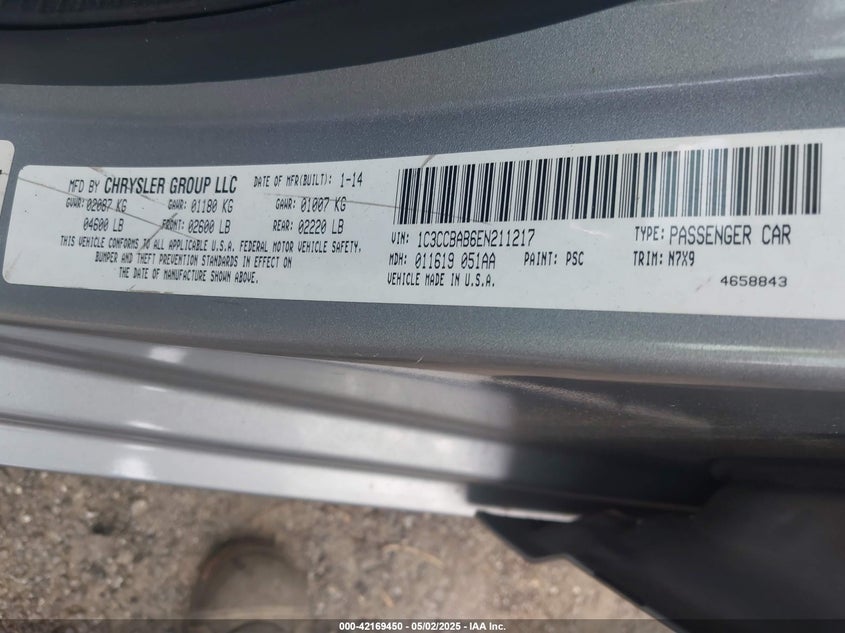 MFD BY CHRYSLER GROUP LLC DATE OF MFR(BUILT): 1-14
GVWR: 02087 KG GAWR: 01180 KG GAWR: 01007 KG
04600 LB FRONT: 02600 LB REAR: 02220 LB
THIS VEHICLE CONFORMS TO ALL APPLICABLE U.S.A. FEDERAL MOTOR VEHICLE SAFETY,
BUMPER AND THEFT PREVENTION STANDARDS IN EFFECT ON
THE DATE OF MANUFACTURE SHOWN ABOVE.
VIN: 1C3CCBAB6EN211217 TYPE: PASSENGER CAR
MDH: 011619 051AA PAINT: PSC TRIM: N7X9
VEHICLE MADE IN U.S.A. 4658843
000-42169450 - 05/02/2025 - IAA Inc.